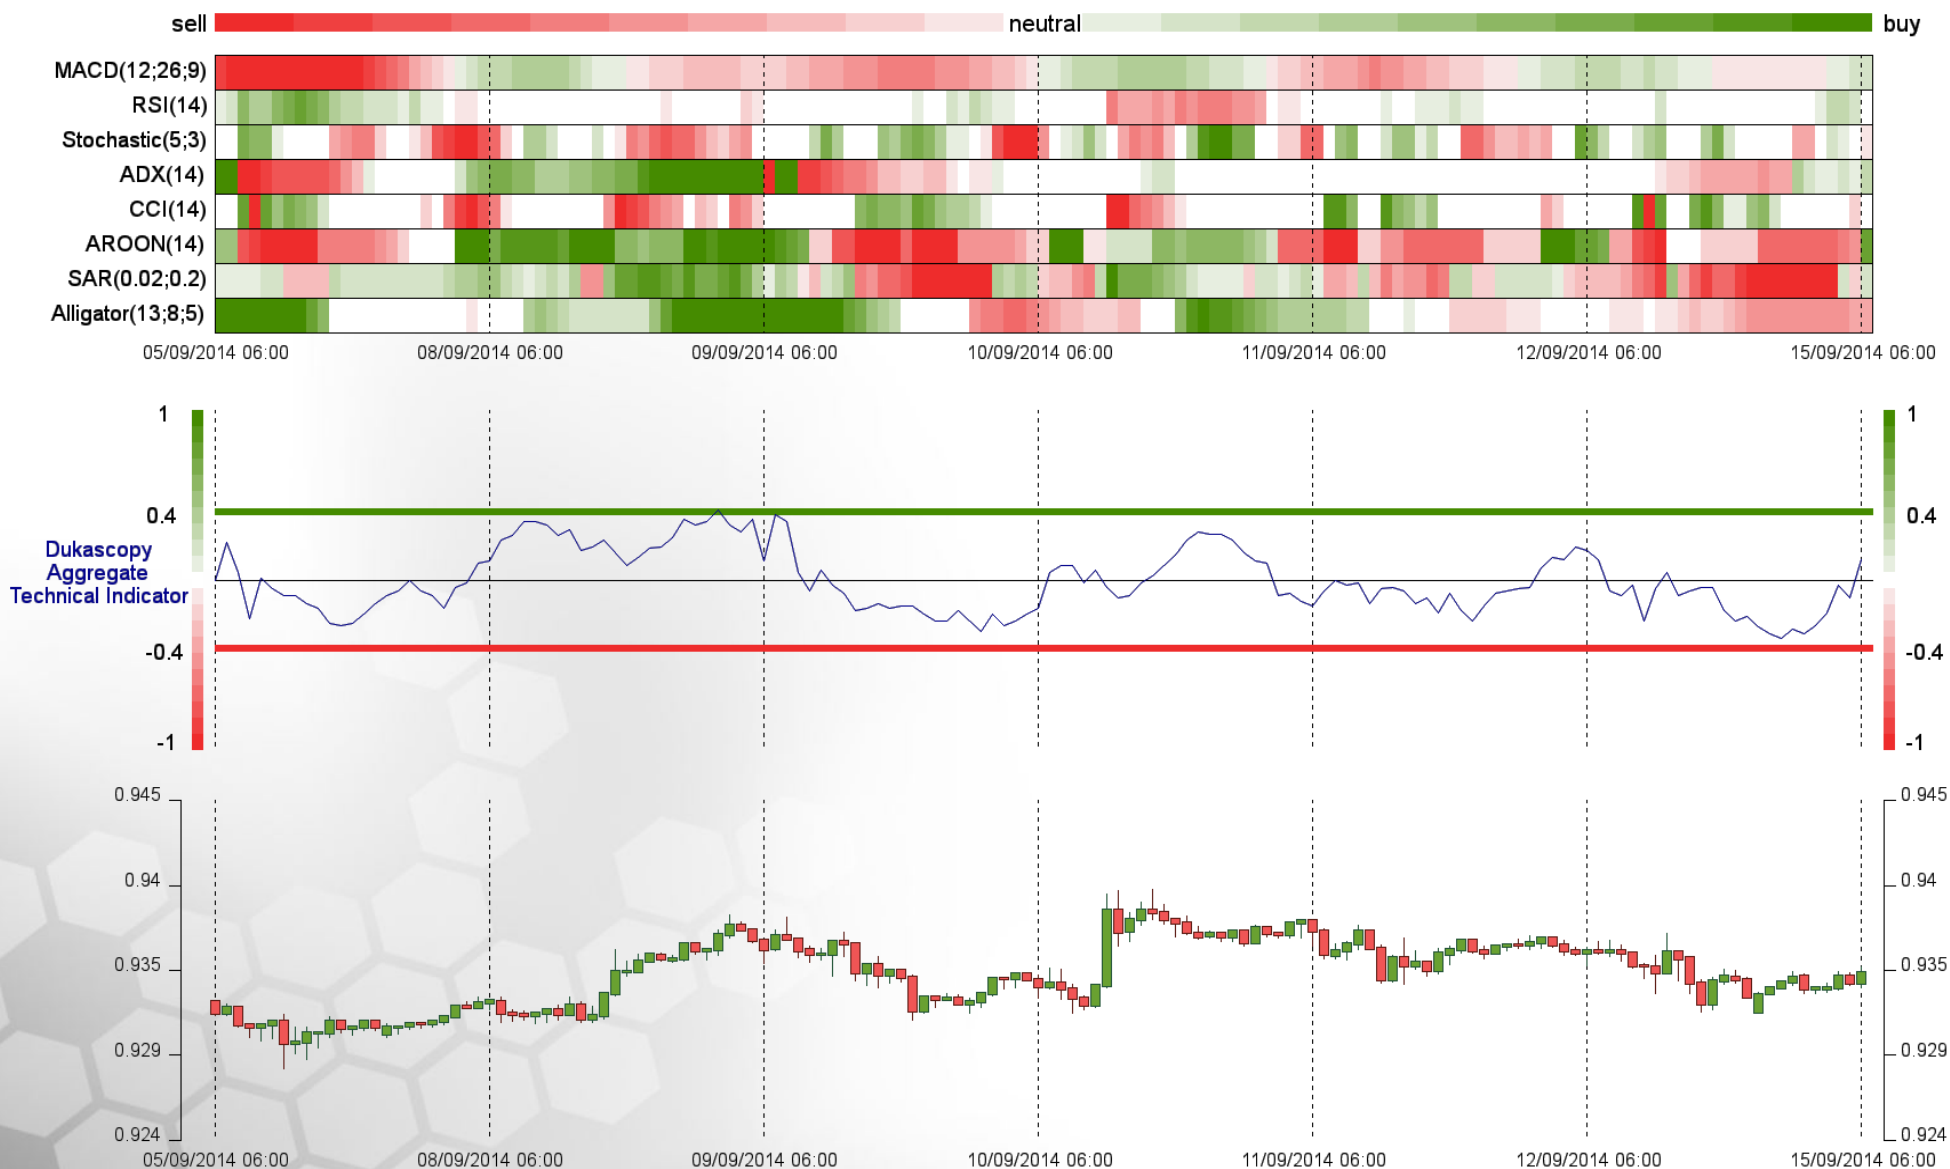 sell neutral buy
MACD(12;26;9)
RSI(14)
Stochastic(5;3)
ADX(14)
CCI(14)
AROON(14)
SAR(0.02;0.2)
Alligator(13;8;5)
05/09/2014 06:00 08/09/2014 06:00 09/09/2014 06:00 10/09/2014 06:00 11/09/2014 06:00 12/09/2014 06:00 15/09/2014 06:00
1 1
0.4 0.4
Dukascopy
Aggregate
Technical Indicator
-0.4 -0.4
-1 -1
0.945 0.945
0.94 0.94
0.935 0.935
0.929 0.929
0.924 0.924
05/09/2014 06:00 08/09/2014 06:00 09/09/2014 06:00 10/09/2014 06:00 11/09/2014 06:00 12/09/2014 06:00 15/09/2014 06:00